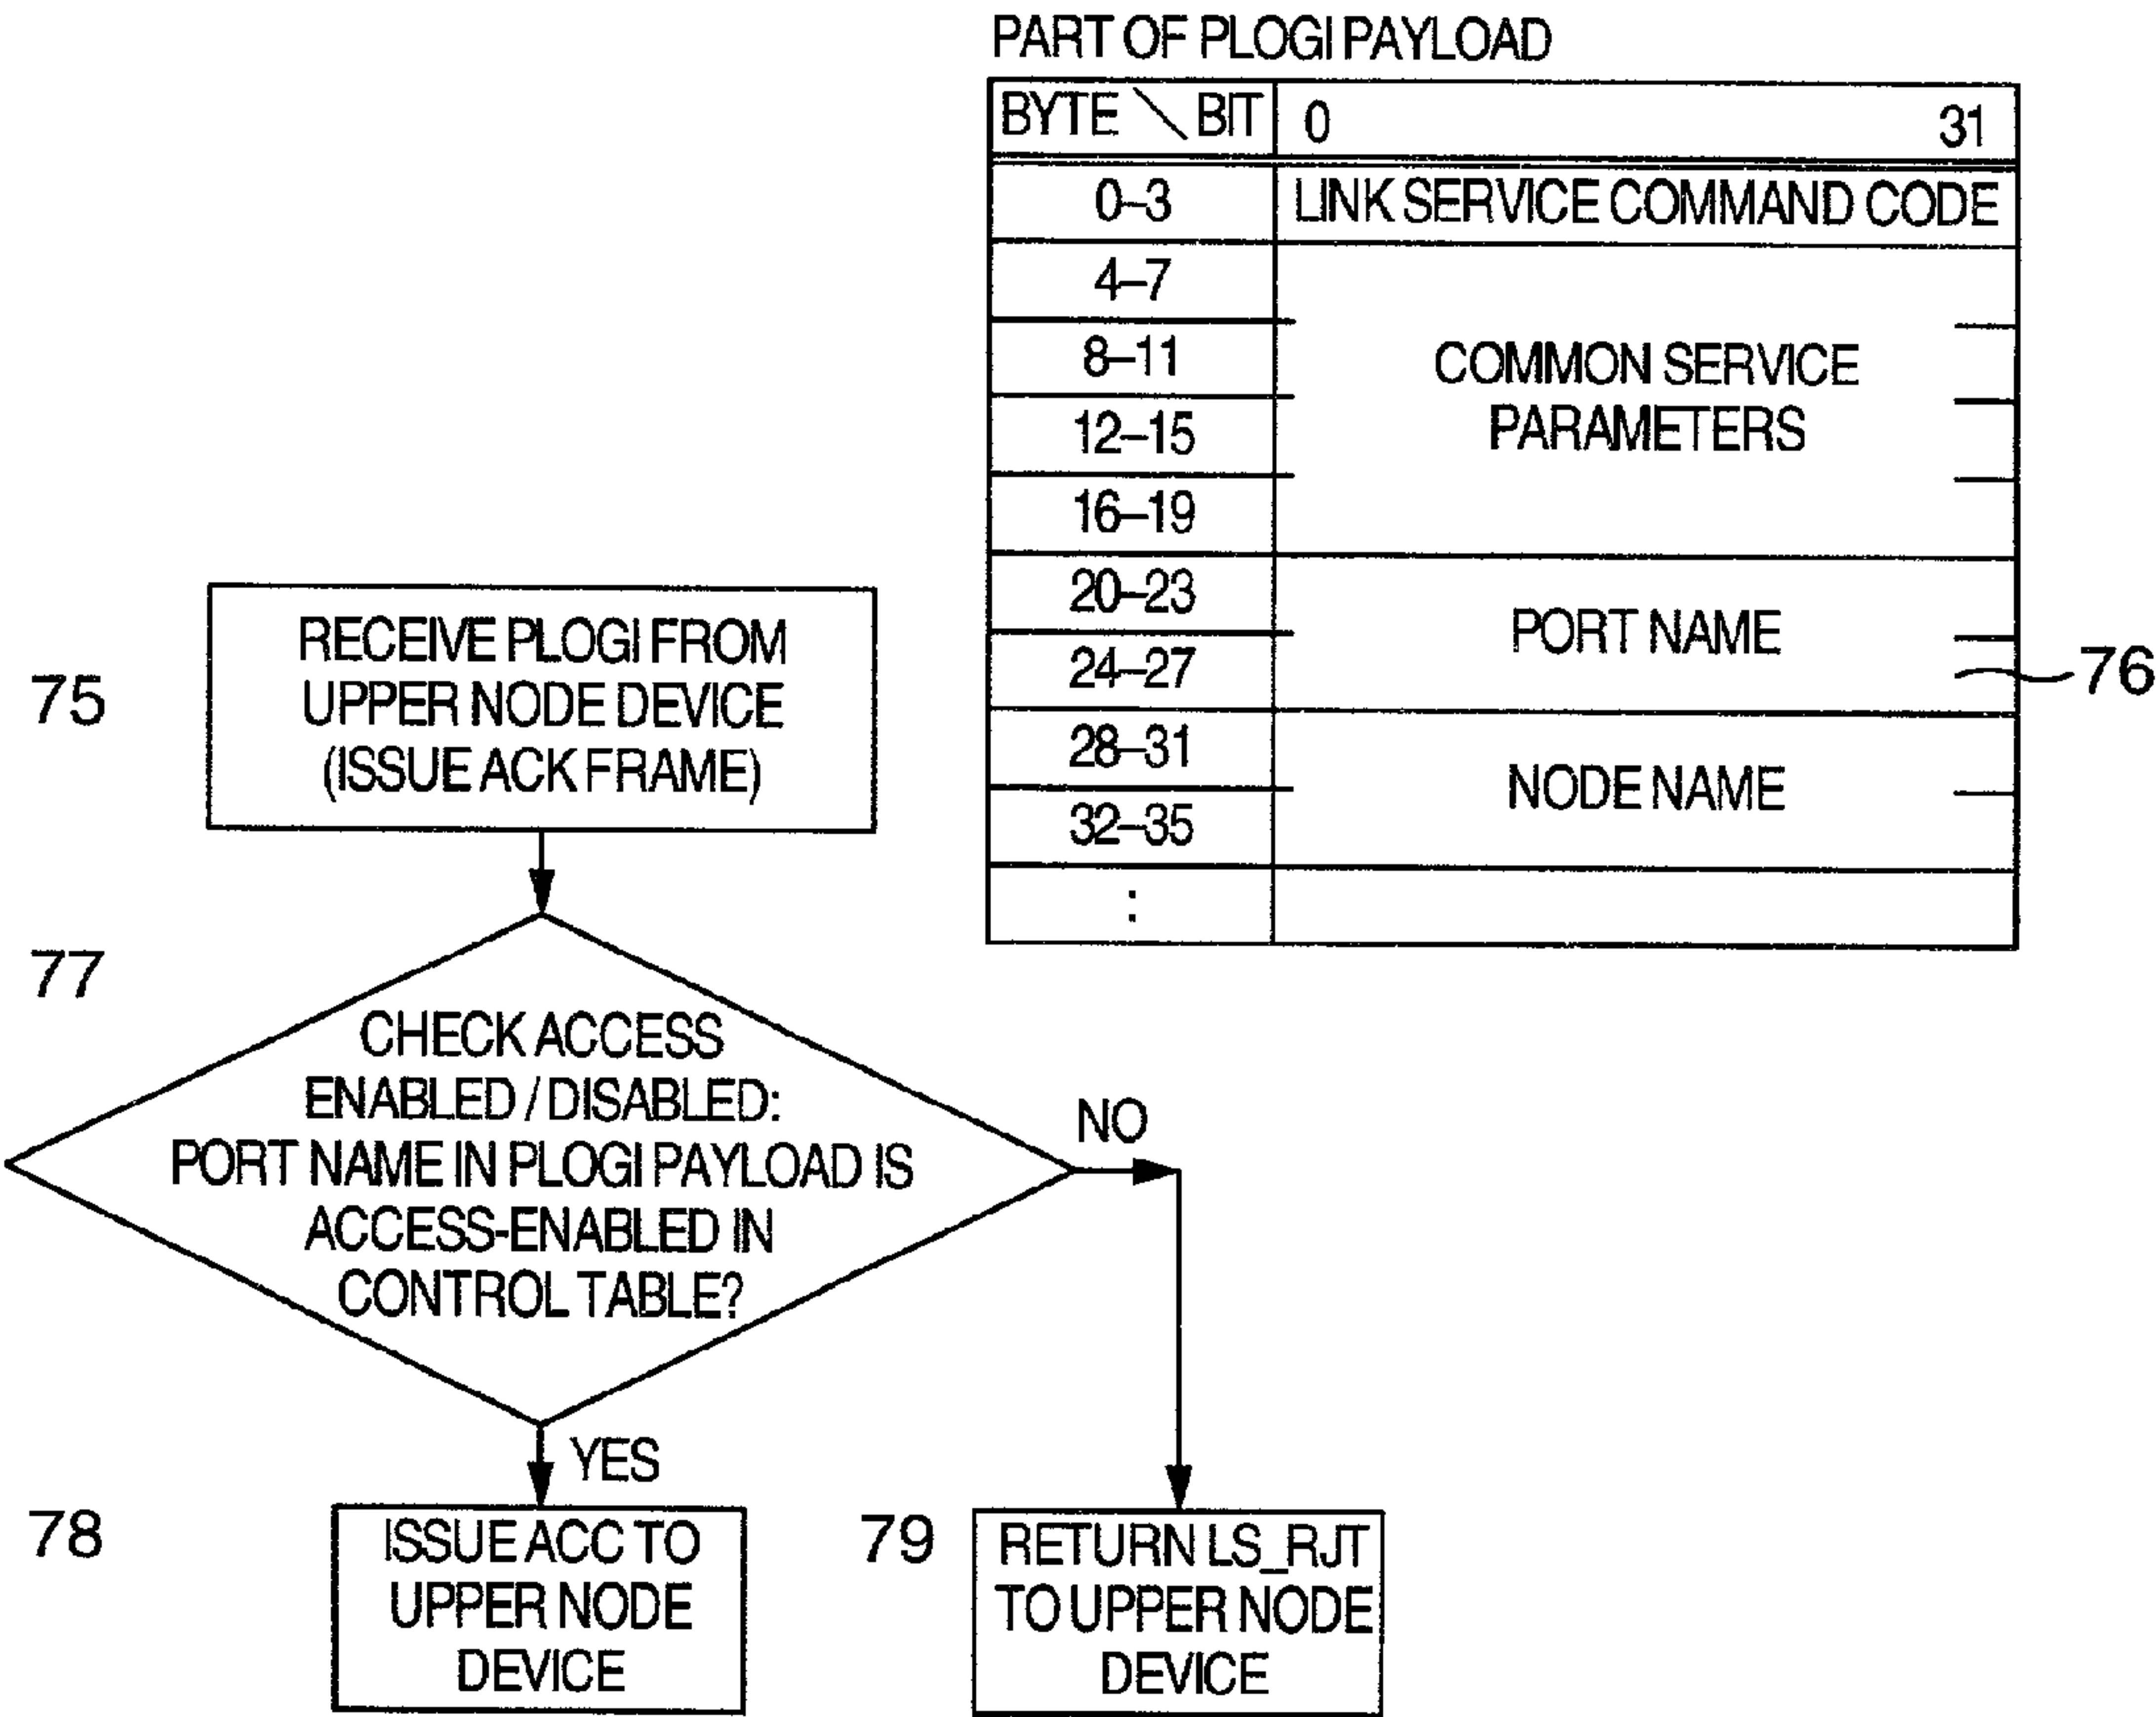 PART OF PLOGI PAYLOAD
BYTE \ BIT 0 31
0–3 LINK SERVICE COMMAND CODE
4–7
8–11
12–15
16–19
COMMON SERVICE
PARAMETERS
20–23
24–27
PORT NAME
76
28–31
32–35
NODE NAME
:
75
RECEIVE PLOGI FROM
UPPER NODE DEVICE
(ISSUE ACK FRAME)
77
CHECK ACCESS
ENABLED / DISABLED:
PORT NAME IN PLOGI PAYLOAD IS
ACCESS-ENABLED IN
CONTROL TABLE?
NO
YES
78
ISSUE ACC TO
UPPER NODE
DEVICE
79
RETURN LS_RJT
TO UPPER NODE
DEVICE